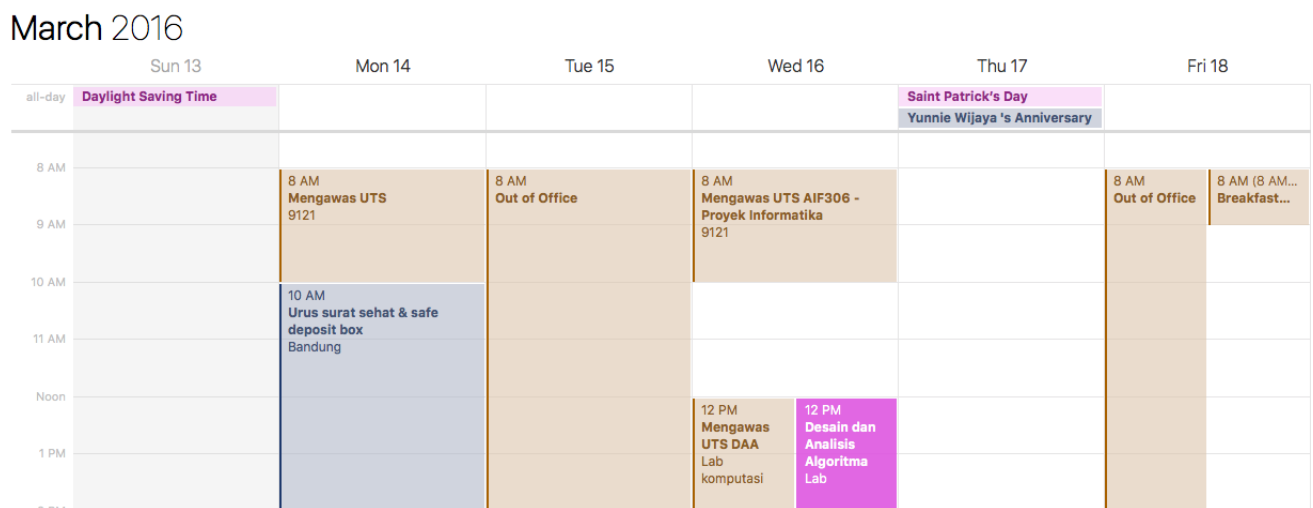 March 2016
Sun 13 Mon 14 Tue 15 Wed 16 Thu 17 Fri 18
all-day Daylight Saving Time Saint Patrick's Day
Yunnie Wijaya 's Anniversary
8 AM
9 AM
10 AM
11 AM
Noon
1 PM
8 AM
Mengawas UTS
9121
10 AM
Urus surat sehat & safe
deposit box
Bandung
8 AM
Out of Office
8 AM
Mengawas UTS AIF306 -
Proyek Informatika
9121
12 PM
Mengawas
UTS DAA
Lab
komputasi
12 PM
Desain dan
Analisis
Algoritma
Lab
8 AM
Out of Office
8 AM (8 AM...
Breakfast...